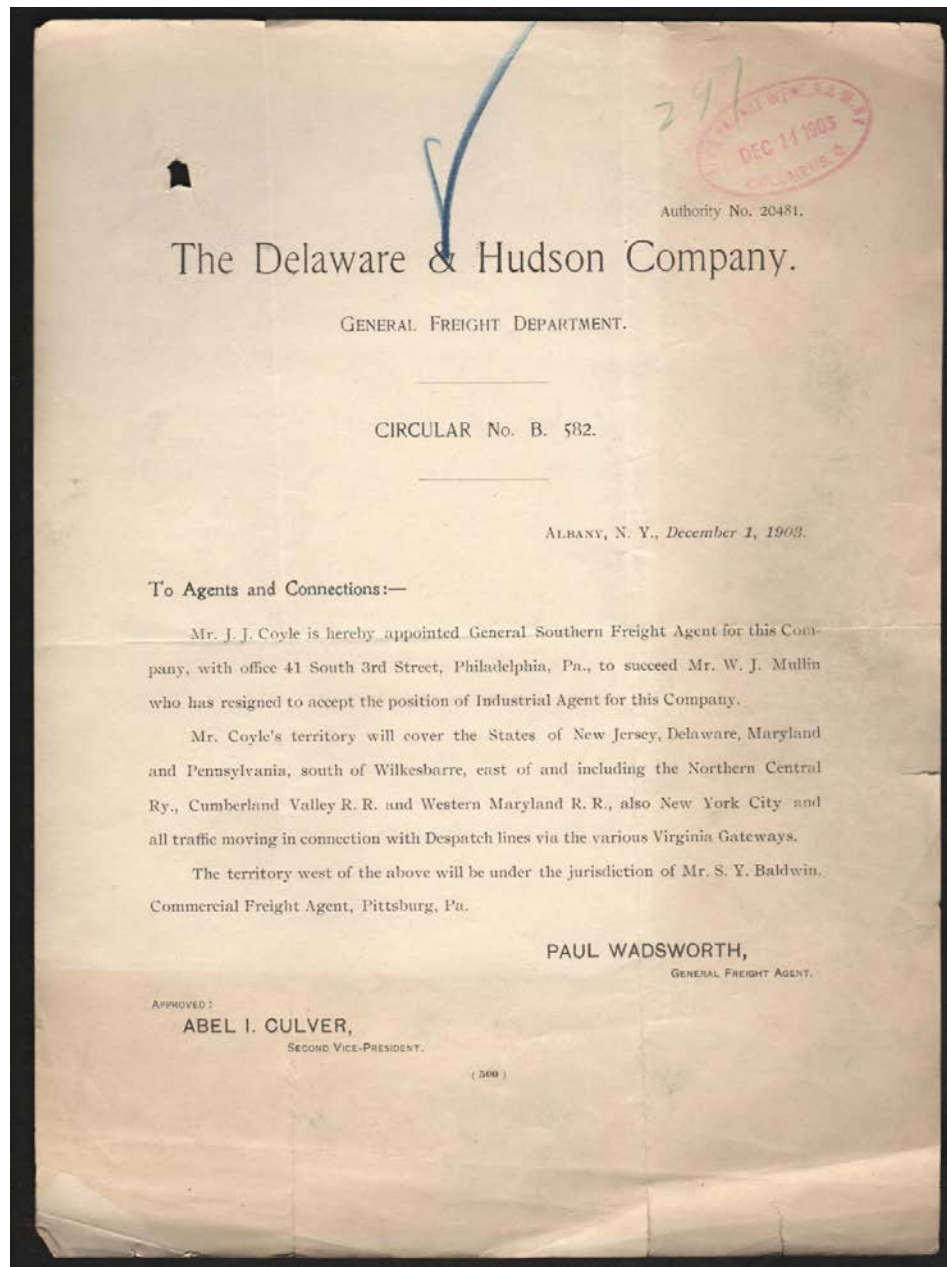 297
DEC 14 1903
COLUMBUS, O.
Authority No. 20481.
The Delaware & Hudson Company.
GENERAL FREIGHT DEPARTMENT.
CIRCULAR No. B. 582.
ALBANY, N. Y., December 1, 1903.
To Agents and Connections:—
Mr. J. J. Coyle is hereby appointed General Southern Freight Agent for this Com-
pany, with office 41 South 3rd Street, Philadelphia, Pa., to succeed Mr. W. J. Mullin
who has resigned to accept the position of Industrial Agent for this Company.
Mr. Coyle's territory will cover the States of New Jersey, Delaware, Maryland
and Pennsylvania, south of Wilkesbarre, east of and including the Northern Central
Ry., Cumberland Valley R. R. and Western Maryland R. R., also New York City and
all traffic moving in connection with Despatch lines via the various Virginia Gateways.
The territory west of the above will be under the jurisdiction of Mr. S. Y. Baldwin,
Commercial Freight Agent, Pittsburg, Pa.
PAUL WADSWORTH,
GENERAL FREIGHT AGENT.
APPROVED:
ABEL I. CULVER,
SECOND VICE-PRESIDENT.
(500)